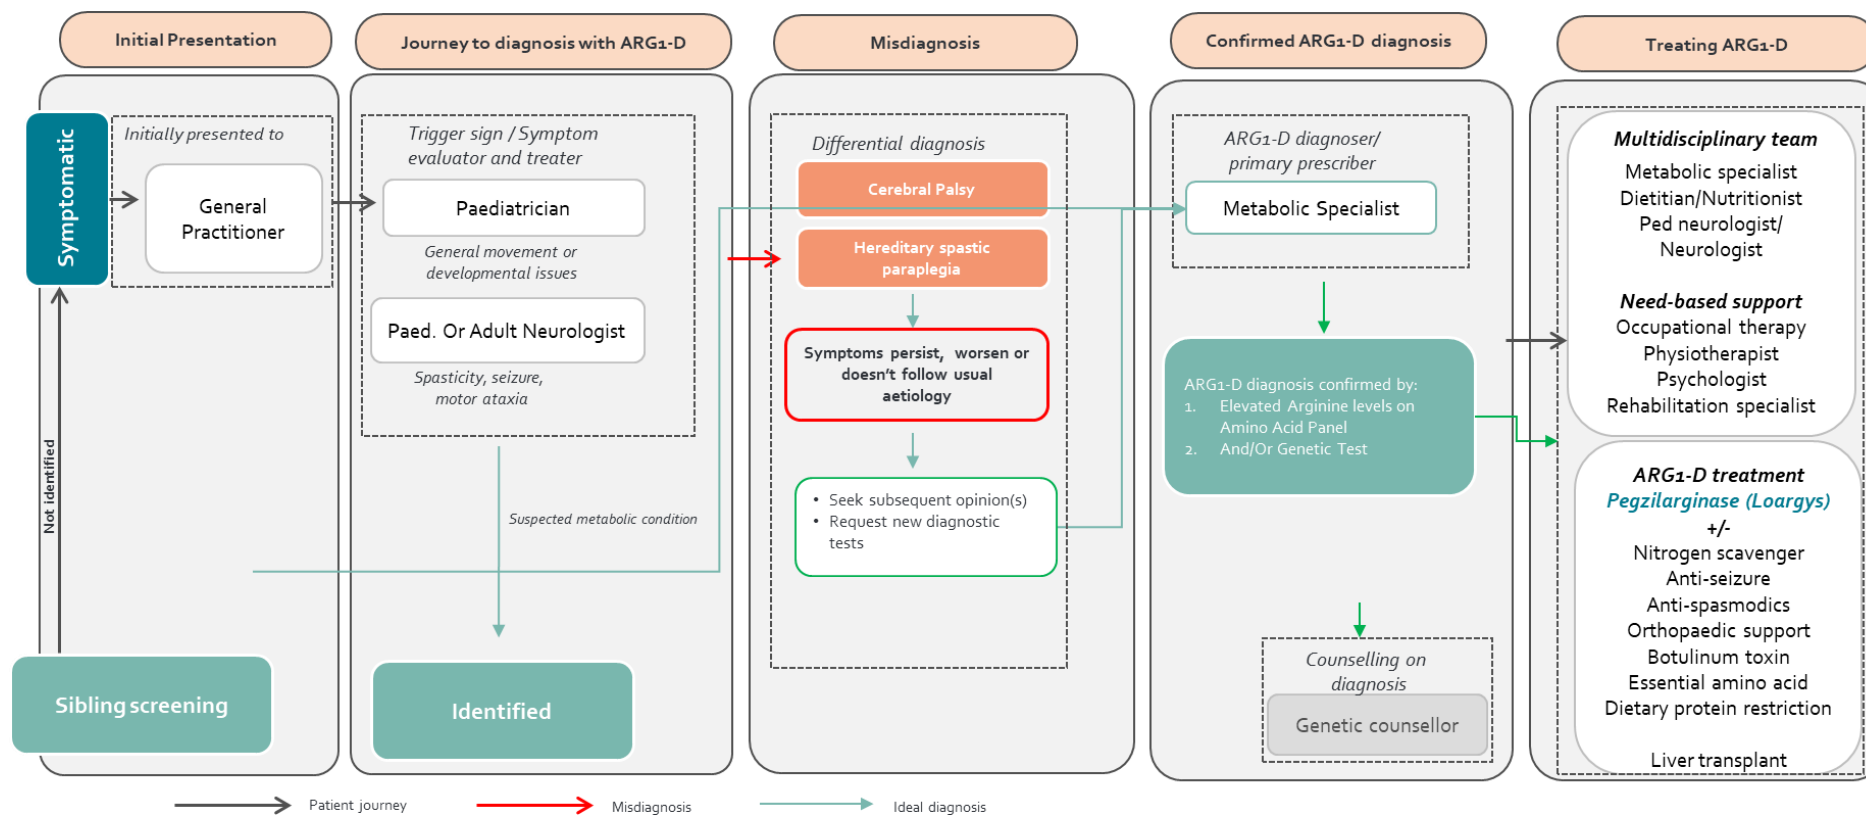 Initial Presentation
Journey to diagnosis with ARG1-D
Misdiagnosis
Confirmed ARG1-D diagnosis
Treating ARG1-D
Symptomatic
Initially presented to
General
Practitioner
Not identified
Sibling screening
Trigger sign / Symptom
evaluator and treater
Paediatrician
General movement or
developmental issues
Paed. Or Adult Neurologist
Spasticity, seizure,
motor ataxia
Suspected metabolic condition
Identified
Differential diagnosis
Cerebral Palsy
Hereditary spastic
paraplegia
Symptoms persist, worsen or
doesn't follow usual
aetiology
• Seek subsequent opinion(s)
• Request new diagnostic
tests
ARG1-D diagnoser/
primary prescriber
Metabolic Specialist
ARG1-D diagnosis confirmed by:
1. Elevated Arginine levels on
Amino Acid Panel
2. And/Or Genetic Test
Counselling on
diagnosis
Genetic counsellor
Multidisciplinary team
Metabolic specialist
Dietitian/Nutritionist
Ped neurologist/
Neurologist
Need-based support
Occupational therapy
Physiotherapist
Psychologist
Rehabilitation specialist
ARG1-D treatment
Pegzilarginase (Loargys)
+/-
Nitrogen scavenger
Anti-seizure
Anti-spasmodics
Orthopaedic support
Botulinum toxin
Essential amino acid
Dietary protein restriction
Liver transplant
Patient journey
Misdiagnosis
Ideal diagnosis